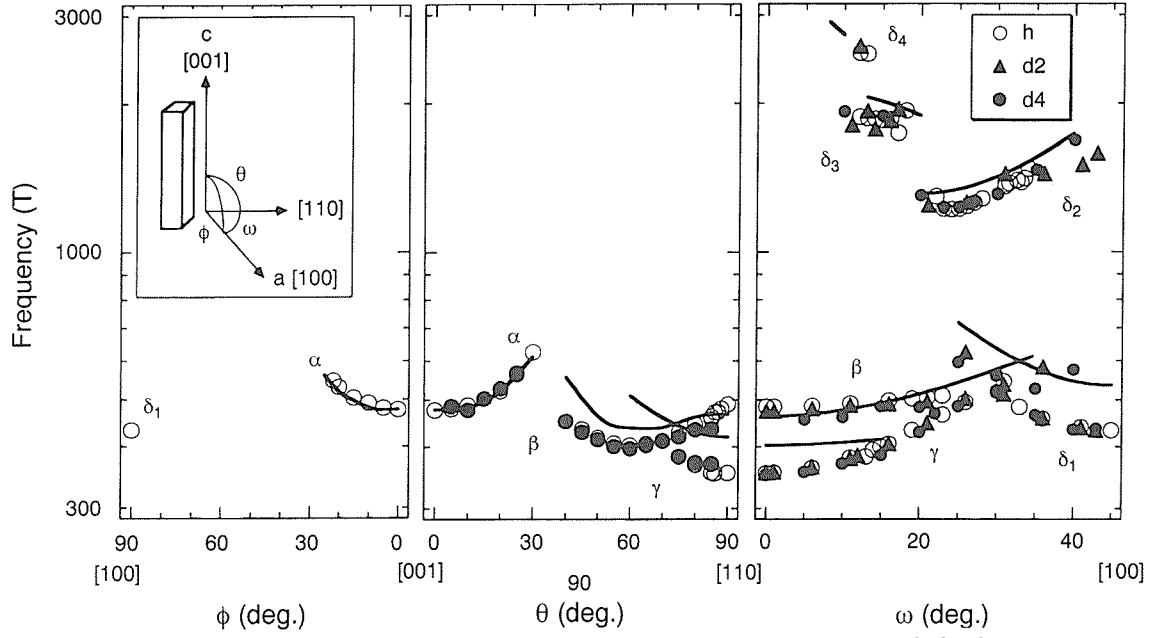 3000
1000
300
Frequency (T)
c
[001]
θ
[110]
ϕ
ω
a [100]
α
δ1
90
60
30
0
[100]
[001]
ϕ (deg.)
α
β
γ
0
30
60
90
90
[110]
θ (deg.)
δ4
h
d2
d4
δ3
δ2
β
γ
δ1
0
20
40
[100]
ω (deg.)